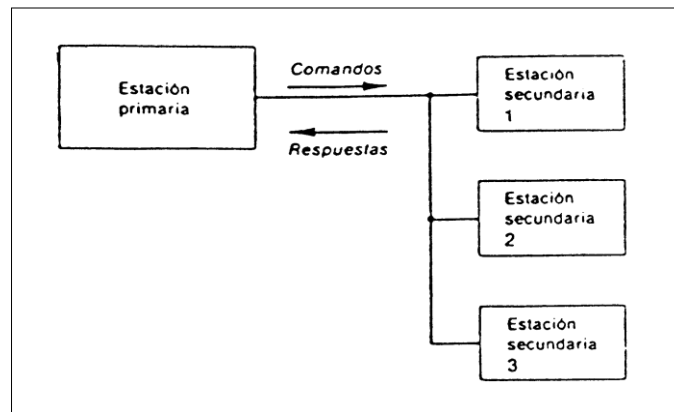 Estación
primaria
Comandos
Respuestas
Estación
secundaria
1
Estación
secundaria
2
Estación
secundaria
3